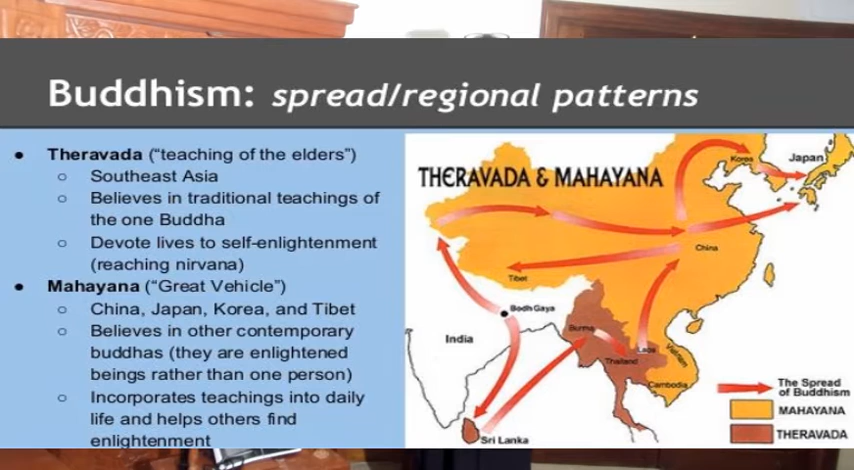 Buddhism: spread/regional patterns
● Theravada (“teaching of the elders”)
○ Southeast Asia
○ Believes in traditional teachings of
the one Buddha
○ Devote lives to self-enlightenment
(reaching nirvana)
● Mahayana (“Great Vehicle”)
○ China, Japan, Korea, and Tibet
○ Believes in other contemporary
buddhas (they are enlightened
beings rather than one person)
○ Incorporates teachings into daily
life and helps others find
enlightenment
THERAVADA & MAHAYANA
Korea
Japan
China
Tibet
Bodh Gaya
India
Burma
Laos
Thailand
Vietnam
Cambodia
Sri Lanka
The Spread
of Buddhism
MAHAYANA
THERAVADA